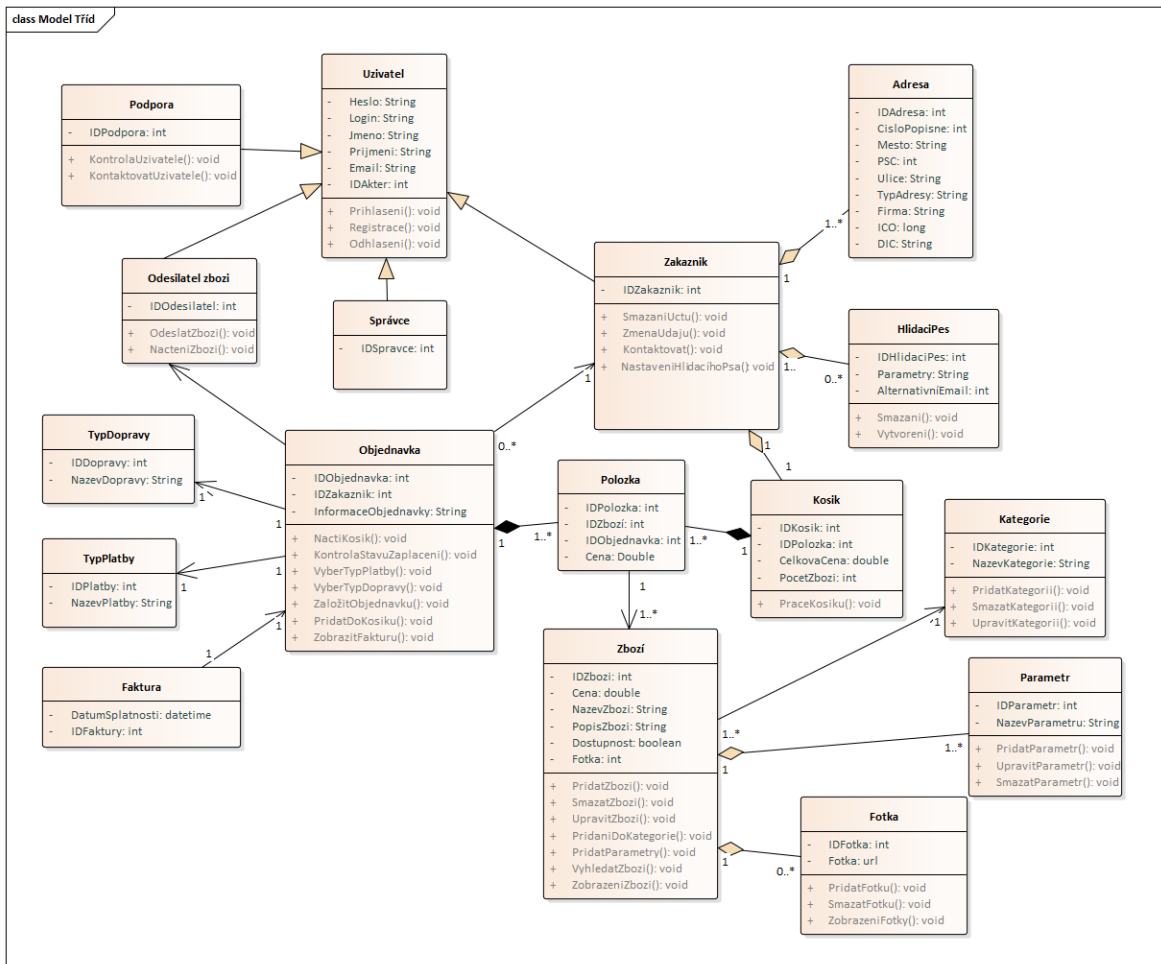 class Model Tříd
Uzivatel
- Heslo: String
- Login: String
- Jmeno: String
- Prijmeni: String
- Email: String
- IDAkter: int
+ Prihlaseni(): void
+ Registrace(): void
+ Odhlaseni(): void
Podpora
- IDPodpora: int
+ KontrolaUzivatele(): void
+ KontaktovatUzivatele(): void
Adresa
- IDAdresa: int
- CisloPopisne: int
- Mesto: String
- PSC: int
- Ulice: String
- TypAdresy: String
- Firma: String
- ICO: long
- DIC: String
Odesilatel zbozi
- IDOdesilatel: int
+ OdeslatZbozi(): void
+ NacteniZbozi(): void
Správce
- IDSpravce: int
Zakaznik
- IDZakaznik: int
+ SmazaniUctu(): void
+ ZmenaUdaju(): void
+ Kontaktovat(): void
+ NastaveniHlidacíhoPsa(): void
1..*
1
HlidaciPes
- IDHlidaciPes: int
- Parametry: String
- AlternativníEmail: int
+ Smazani(): void
+ Vytvoreni(): void
1..
0..*
1
0..*
1
1
TypDopravy
- IDDopravy: int
- NazevDopravy: String
1
1
Objednavka
- IDObjednavka: int
- IDZakaznik: int
- InformaceObjednavky: String
+ NactiKosik(): void
+ KontrolaStavuZaplaceni(): void
+ VyberTypPlatby(): void
+ VyberTypDopravy(): void
+ ZaložitObjednavku(): void
+ PridatDoKosiku(): void
+ ZobrazitFakturu(): void
Polozka
- IDPolozka: int
- IDZbozí: int
- IDObjednavka: int
- Cena: Double
1
1..*
1..*
1
Kosik
- IDKosik: int
- IDPolozka: int
- CelkovaCena: double
- PocetZbozi: int
+ PraceKosiku(): void
Kategorie
- IDKategorie: int
- NazevKategorie: String
+ PridatKategorii(): void
+ SmazatKategorii(): void
+ UpravitKategorii(): void
TypPlatby
- IDPlatby: int
- NazevPlatby: String
1
1
1
1
Faktura
- DatumSplatnosti: datetime
- IDFaktury: int
1
1..*
Zbozí
- IDZbozi: int
- Cena: double
- NazevZbozi: String
- PopisZbozi: String
- Dostupnost: boolean
- Fotka: int
+ PridatZbozi(): void
+ SmazatZbozi(): void
+ UpravitZbozi(): void
+ PridaniDoKategorie(): void
+ PridatParametry(): void
+ VyhledatZbozi(): void
+ ZobrazeniZbozi(): void
1
1..*
1
1..*
Parametr
- IDParametr: int
- NazevParametru: String
+ PridatParametr(): void
+ UpravitParametr(): void
+ SmazatParametr(): void
1
0..*
Fotka
- IDFotka: int
- Fotka: url
+ PridatFotku(): void
+ SmazatFotku(): void
+ ZobrazeniFotky(): void